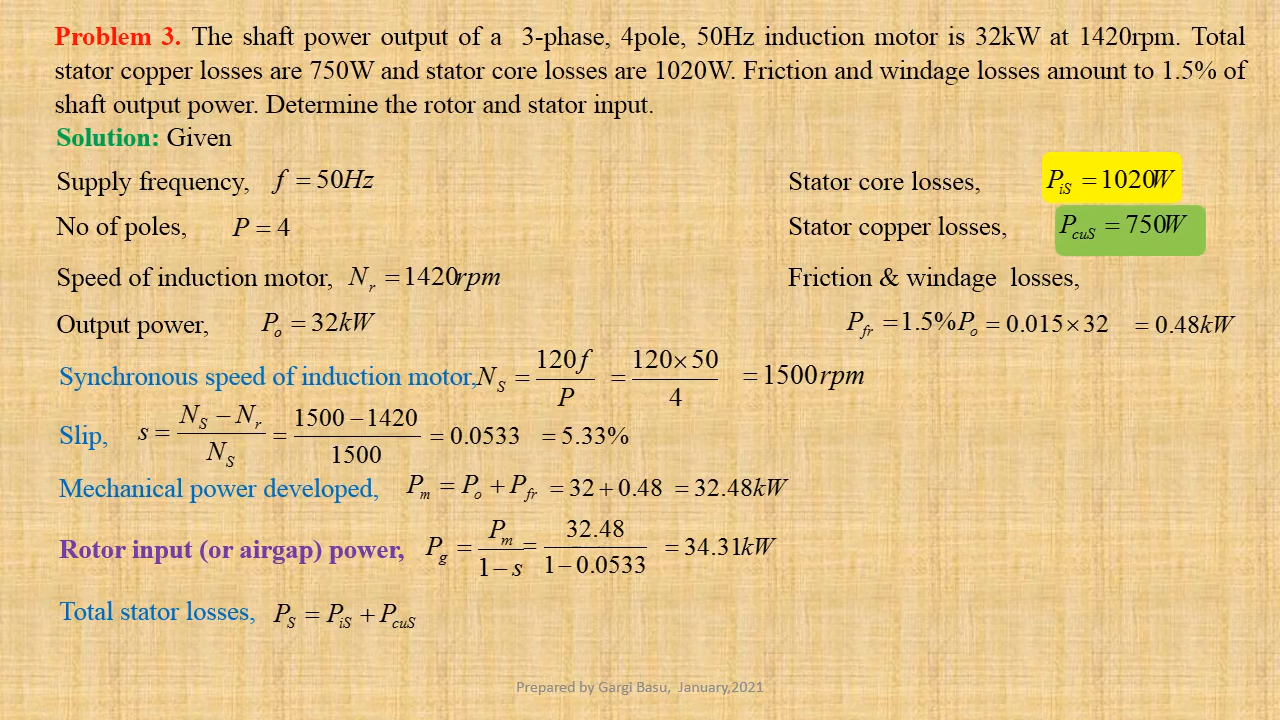 Problem 3. The shaft power output of a 3-phase, 4pole, 50Hz induction motor is 32kW at 1420rpm. Total
stator copper losses are 750W and stator core losses are 1020W. Friction and windage losses amount to 1.5% of
shaft output power. Determine the rotor and stator input.
Solution: Given
Supply frequency, f = 50Hz
Stator core losses, P_iS = 1020W
No of poles, P = 4
Stator copper losses, P_cuS = 750W
Speed of induction motor, N_r = 1420rpm
Friction & windage losses,
Output power, P_o = 32kW
P_fr = 1.5% P_o = 0.015 × 32 = 0.48kW
Synchronous speed of induction motor, N_S = 120f / P = 120 × 50 / 4 = 1500rpm
Slip, s = (N_S − N_r) / N_S = (1500 − 1420) / 1500 = 0.0533 = 5.33%
Mechanical power developed, P_m = P_o + P_fr = 32 + 0.48 = 32.48kW
Rotor input (or airgap) power, P_g = P_m / (1 − s) = 32.48 / (1 − 0.0533) = 34.31kW
Total stator losses, P_S = P_iS + P_cuS
Prepared by Gargi Basu, January,2021